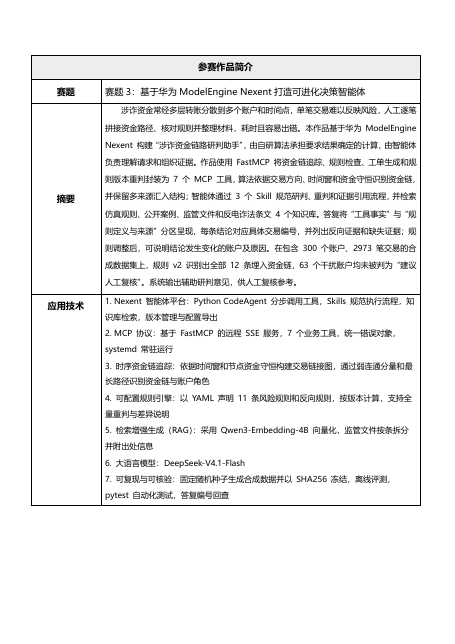 参赛作品简介
赛题
赛题 3：基于华为 ModelEngine Nexent 打造可进化决策智能体
摘要
涉诈资金常经多层转账分散到多个账户和时间点，单笔交易难以反映风险，人工逐笔
拼接资金路径、核对规则并整理材料，耗时且容易出错。本作品基于华为 ModelEngine
Nexent 构建“涉诈资金链路研判助手”，由自研算法承担要求结果确定的计算，由智能体
负责理解请求和组织证据。作品使用 FastMCP 将资金链追踪、规则检查、工单生成和规
则版本重判封装为 7 个 MCP 工具，算法依据交易方向、时间窗和资金守恒识别资金链，
并保留多来源汇入结构；智能体通过 3 个 Skill 规范研判、重判和证据引用流程，并检索
仿真规则、公开案例、监管文件和反电诈法条文 4 个知识库。答复将“工具事实”与“规
则定义与来源”分区呈现，每条结论对应具体交易编号，并列出反向证据和缺失证据；规
则调整后，可说明结论发生变化的账户及原因。在包含 300 个账户、2973 笔交易的合
成数据集上，规则 v2 识别出全部 12 条埋入资金链，63 个干扰账户均未被判为“建议
人工复核”。系统输出辅助研判意见，供人工复核参考。
应用技术
1. Nexent 智能体平台：Python CodeAgent 分步调用工具，Skills 规范执行流程，知
识库检索，版本管理与配置导出
2. MCP 协议：基于 FastMCP 的远程 SSE 服务，7 个业务工具，统一错误对象，
systemd 常驻运行
3. 时序资金链追踪：依据时间窗和节点资金守恒构建交易链接图，通过弱连通分量和最
长路径识别资金链与账户角色
4. 可配置规则引擎：以 YAML 声明 11 条风险规则和反向规则，按版本计算，支持全
量重判与差异说明
5. 检索增强生成（RAG）：采用 Qwen3-Embedding-4B 向量化，监管文件按条拆分
并附出处信息
6. 大语言模型：DeepSeek-V4.1-Flash
7. 可复现与可核验：固定随机种子生成合成数据并以 SHA256 冻结，离线评测，
pytest 自动化测试，答复编号回查